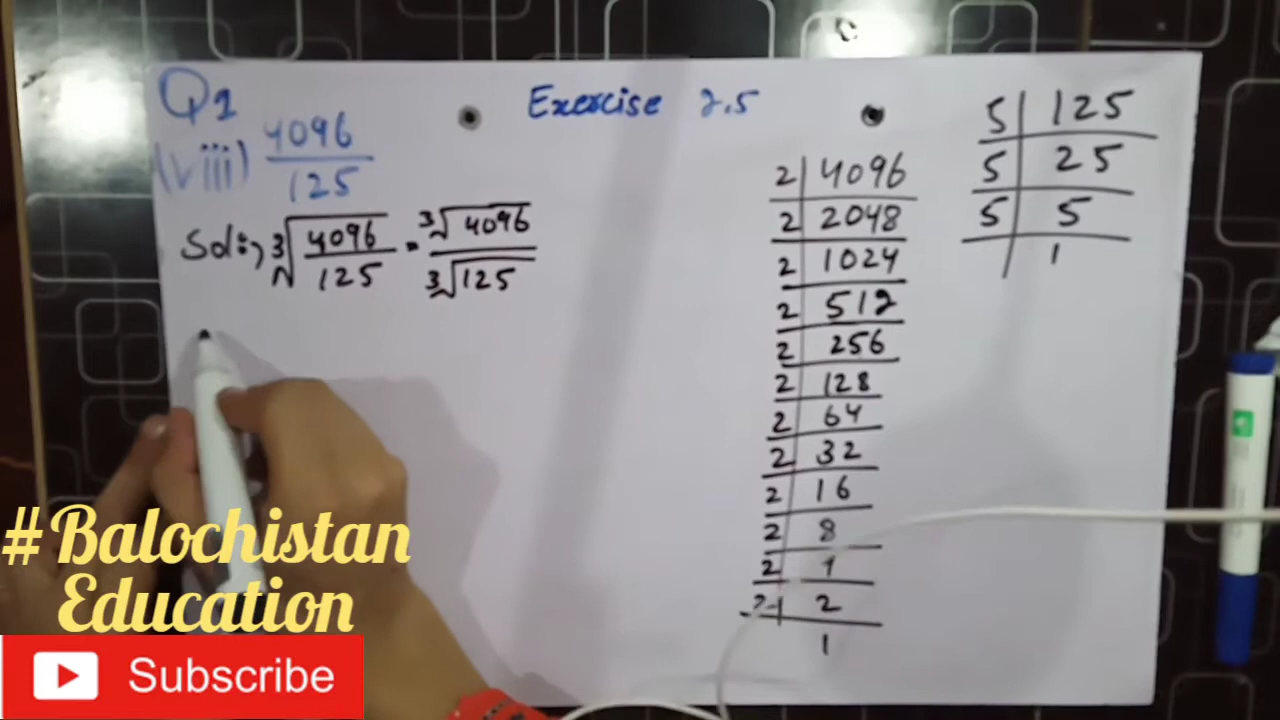 Q1
Exercise 2.5
(viii) 4096/125
Sol:, ∛4096/125 = ∛4096/∛125
2 | 4096
2 | 2048
2 | 1024
2 | 512
2 | 256
2 | 128
2 | 64
2 | 32
2 | 16
2 | 8
2 | 4
2 | 2
1
5 | 125
5 | 25
5 | 5
1
#Balochistan
Education
Subscribe